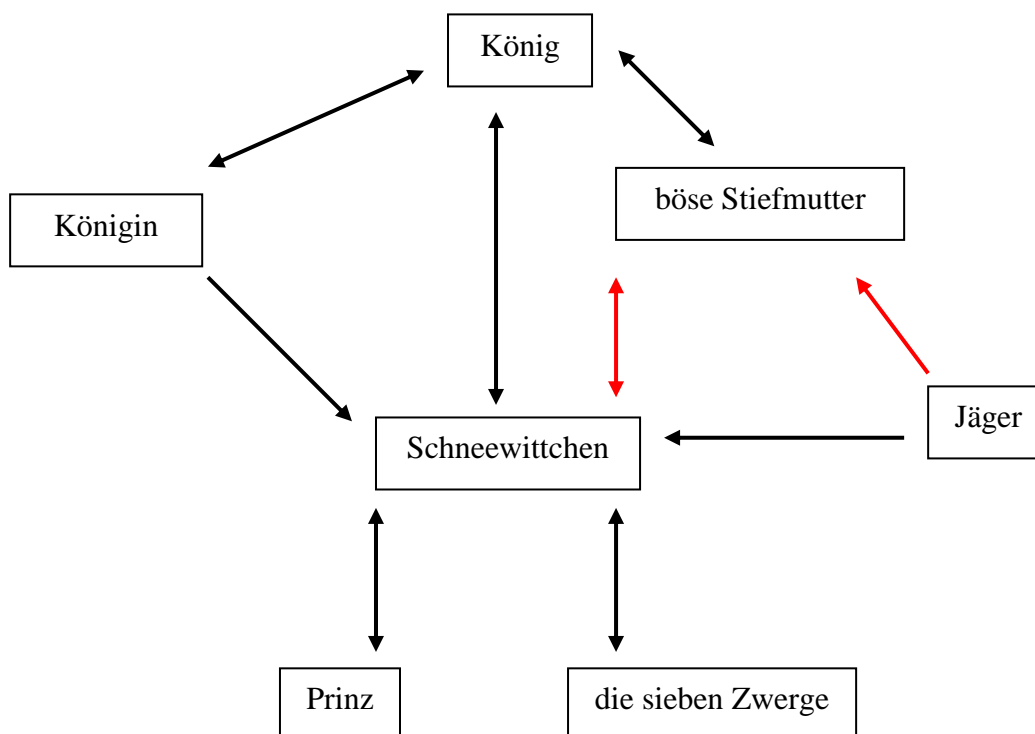 König
böse Stiefmutter
Königin
Jäger
Schneewittchen
Prinz
die sieben Zwerge